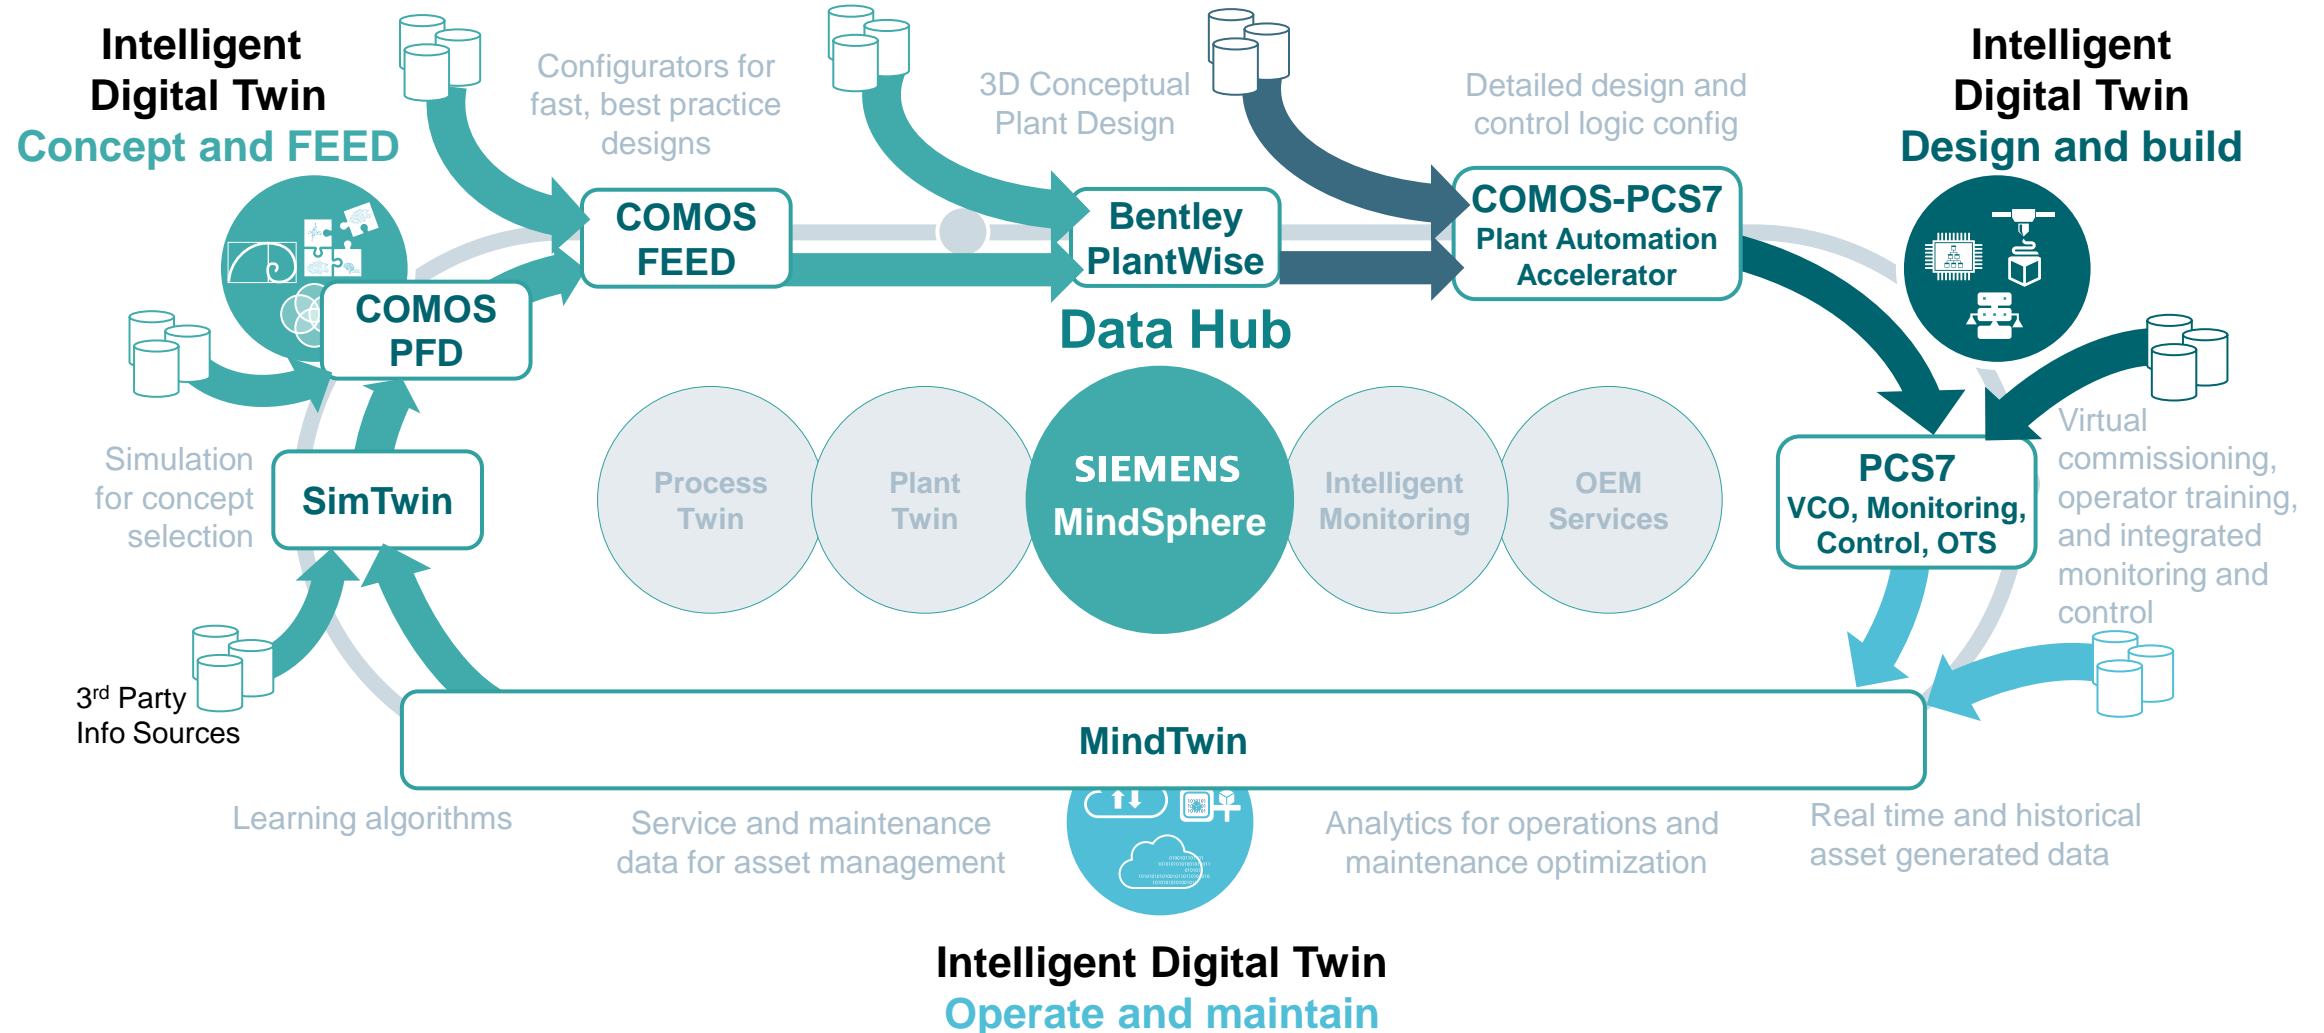 Intelligent
Digital Twin
Concept and FEED
Configurators for
fast, best practice
designs
3D Conceptual
Plant Design
Detailed design and
control logic config
Intelligent
Digital Twin
Design and build
COMOS
FEED
Bentley
PlantWise
COMOS-PCS7
Plant Automation
Accelerator
COMOS
PFD
Data Hub
Simulation
for concept
selection
SimTwin
Process
Twin
Plant
Twin
SIEMENS
MindSphere
Intelligent
Monitoring
OEM
Services
PCS7
VCO, Monitoring,
Control, OTS
Virtual
commissioning,
operator training,
and integrated
monitoring and
control
3rd Party
Info Sources
MindTwin
Learning algorithms
Service and maintenance
data for asset management
Analytics for operations and
maintenance optimization
Real time and historical
asset generated data
Intelligent Digital Twin
Operate and maintain